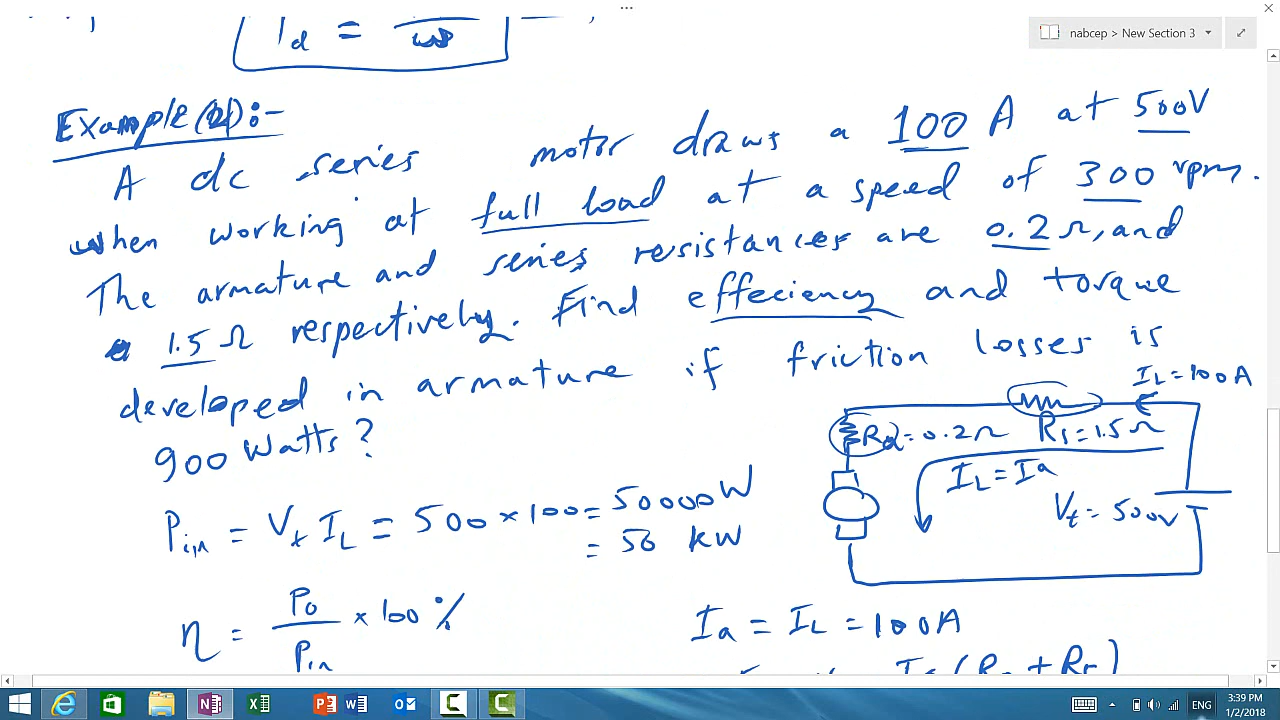 nabcep > New Section 3
Td = ω
Example (2):-
A dc series motor draws a 100 A at 500V
when working at full load at a speed of 300 rpm.
The armature and series resistances are 0.2 Ω, and
1.5 Ω respectively. Find effeciency and torque
developed in armature if friction losses is
900 Watts?
IL = 100A
Ra = 0.2Ω Rs = 1.5Ω
IL = Ia
Vt = 500V
Pin = Vt IL = 500 × 100 = 50000 W
= 50 kW
η = Po / Pin × 100 %
Ia = IL = 100A
ENG
3:39 PM
1/2/2018